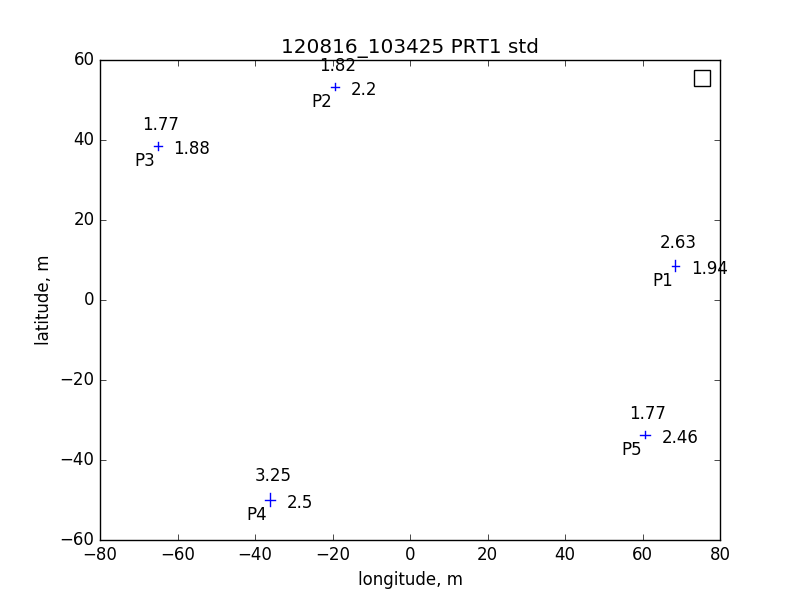 120816_103425 PRT1 std
60
1.82
2.2
P2
40
1.77
1.88
P3
20
2.63
1.94
P1
0
latitude, m
−20
1.77
2.46
P5
−40
3.25
2.5
P4
−60
−80 −60 −40 −20 0 20 40 60 80
longitude, m